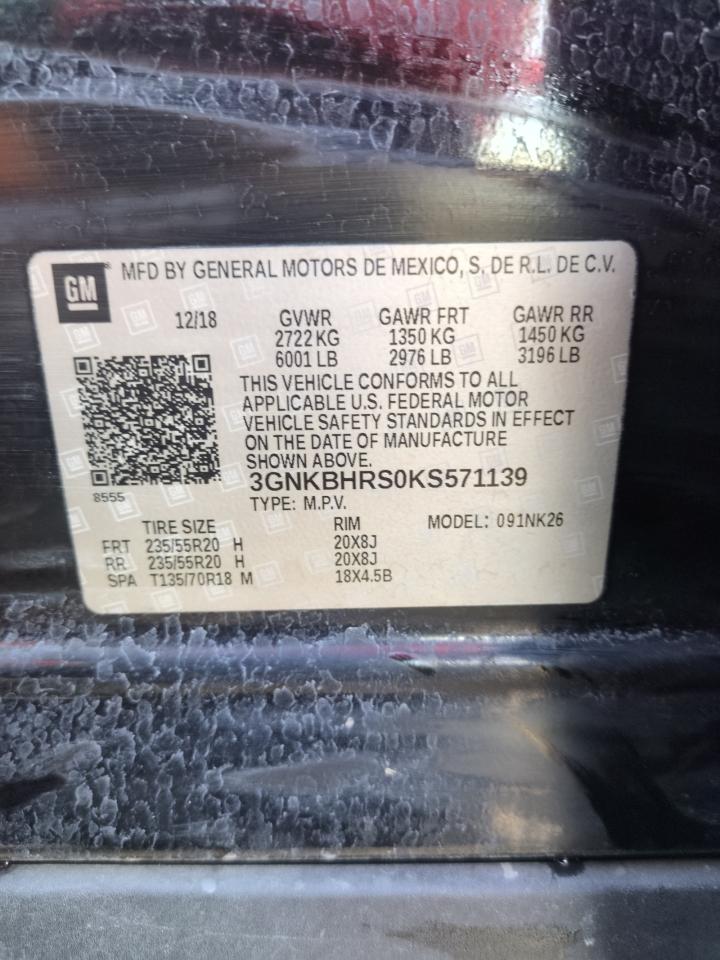 GM
MFD BY GENERAL MOTORS DE MEXICO, S. DE R.L. DE C.V.
12/18 GVWR GAWR FRT GAWR RR
2722 KG 1350 KG 1450 KG
6001 LB 2976 LB 3196 LB
THIS VEHICLE CONFORMS TO ALL
APPLICABLE U.S. FEDERAL MOTOR
VEHICLE SAFETY STANDARDS IN EFFECT
ON THE DATE OF MANUFACTURE
SHOWN ABOVE.
3GNKBHRS0KS571139
8555
TYPE: M.P.V.
TIRE SIZE RIM MODEL: 091NK26
FRT 235/55R20 H 20X8J
RR 235/55R20 H 20X8J
SPA T135/70R18 M 18X4.5B